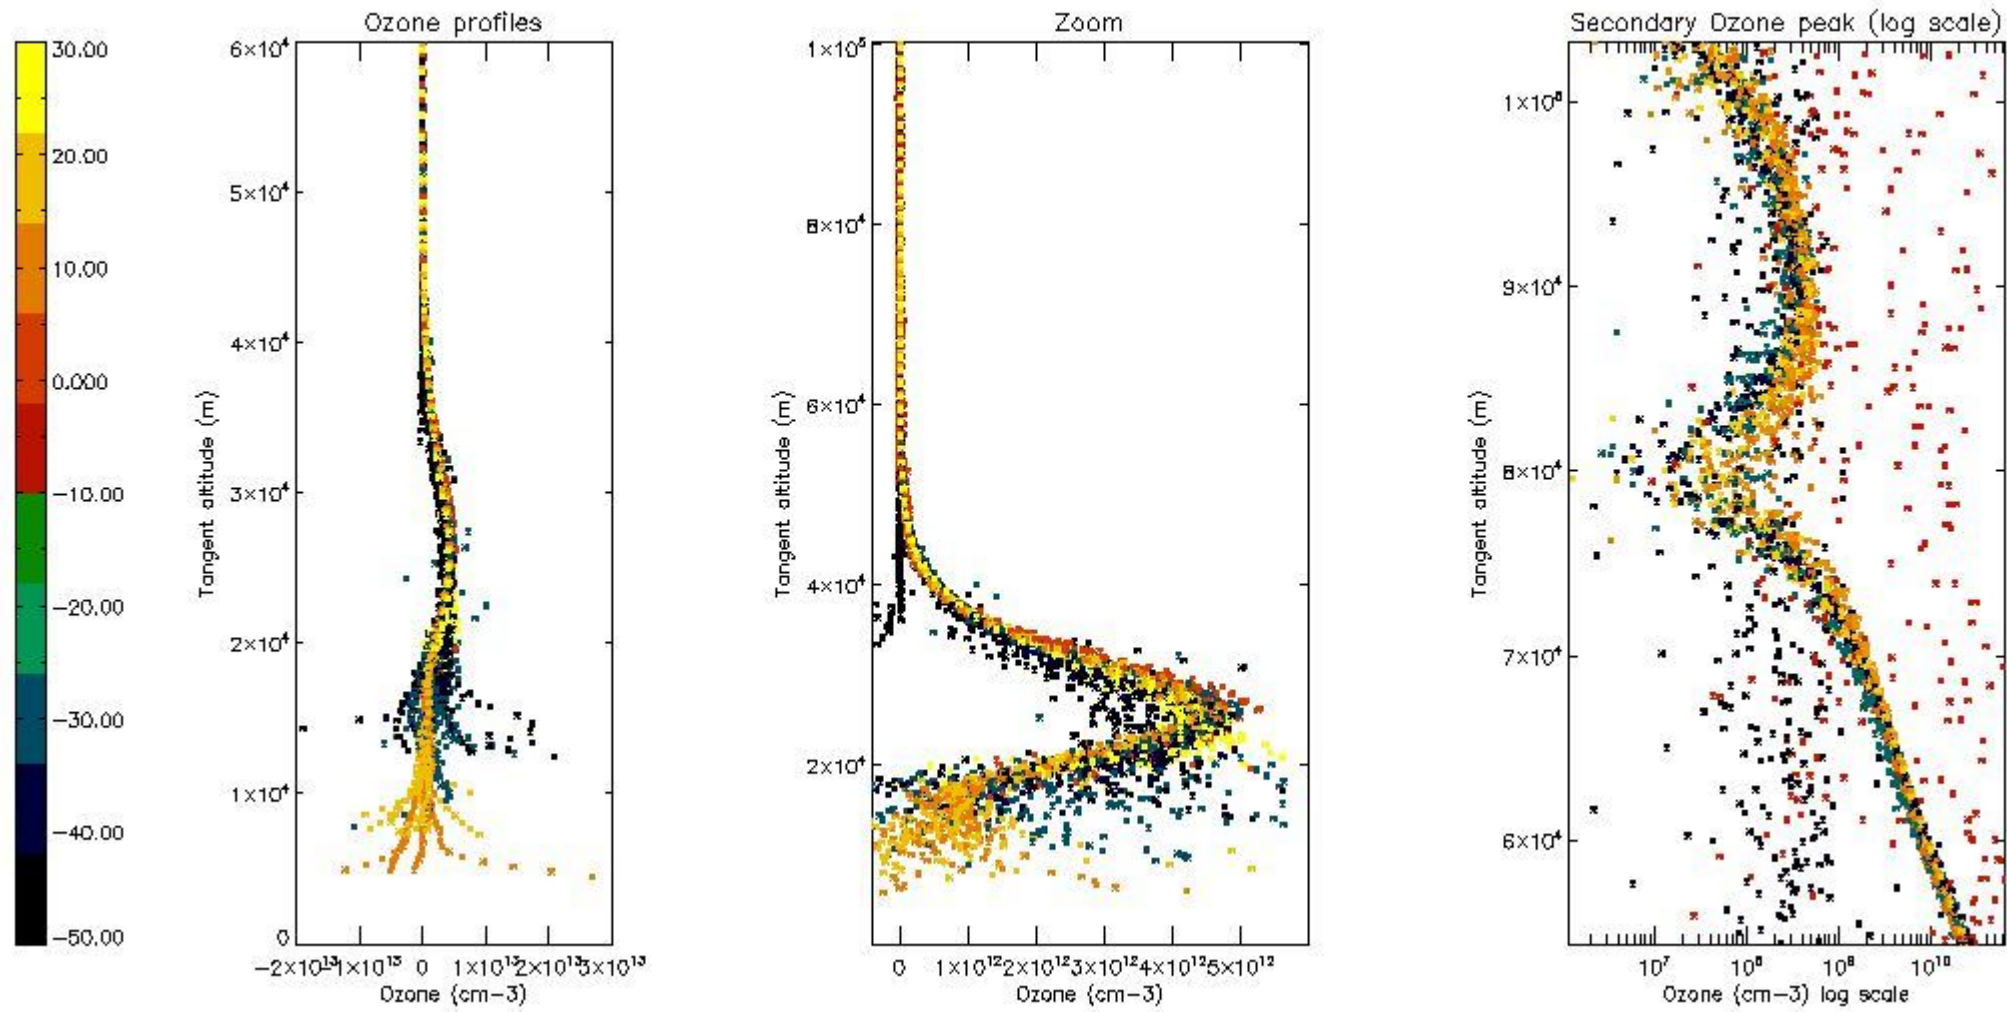 Ozone profiles
Zoom
Secondary Ozone peak (log scale)
30.00
20.00
10.00
0.000
−10.00
−20.00
−30.00
−40.00
−50.00
6×10⁴
5×10⁴
4×10⁴
3×10⁴
2×10⁴
1×10⁴
0
Tangent altitude (m)
0
Ozone (cm−3)
1×10⁵
8×10⁴
6×10⁴
4×10⁴
2×10⁴
Tangent altitude (m)
0 1×10¹² 2×10¹² 3×10¹² 4×10¹² 5×10¹²
Ozone (cm−3)
9×10⁴
8×10⁴
7×10⁴
6×10⁴
Tangent altitude (m)
10⁷ 10⁸ 10⁹ 10¹⁰
Ozone (cm−3) log scale